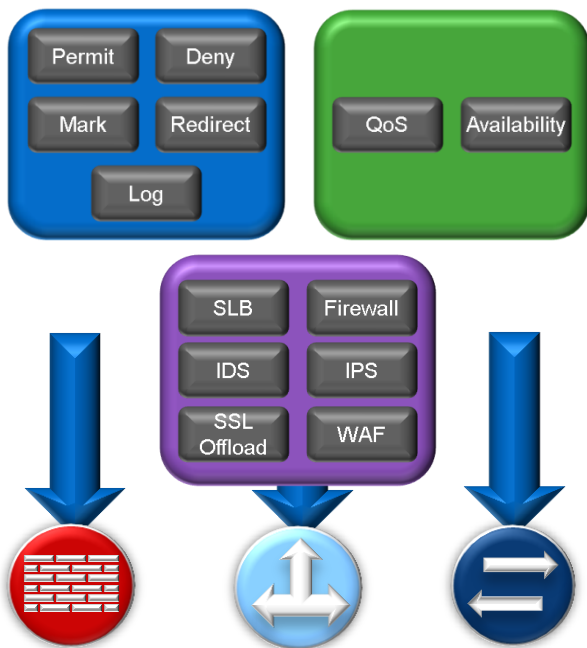 Permit
Deny
Mark
Redirect
Log
QoS
Availability
SLB
Firewall
IDS
IPS
SSL
Offload
WAF